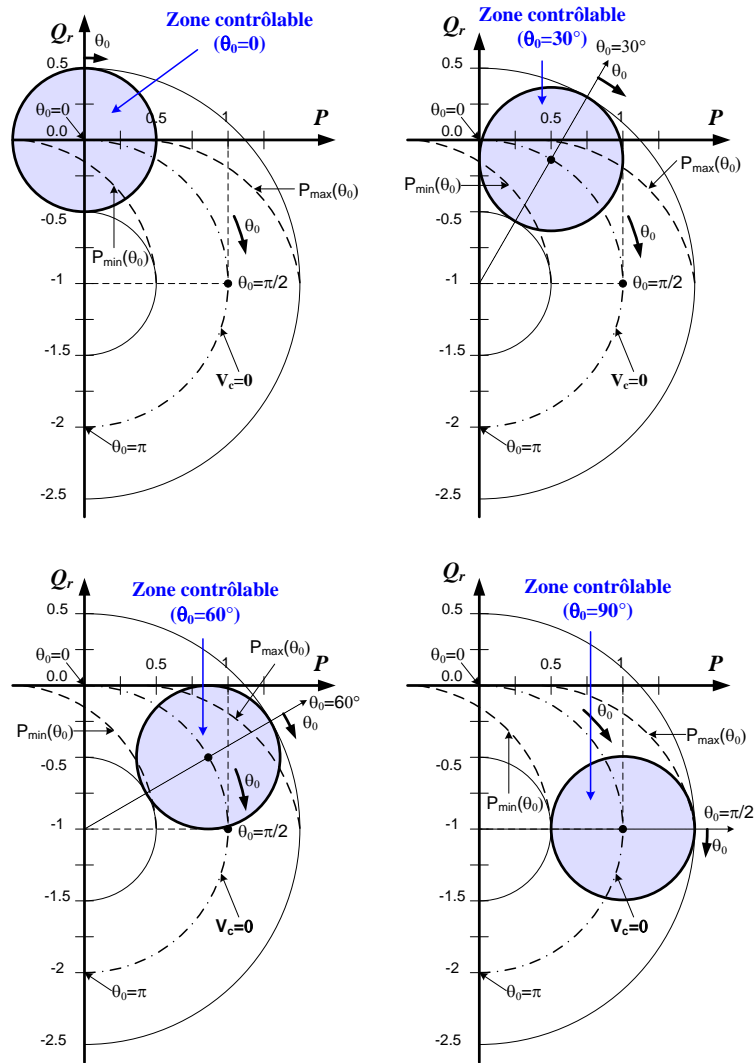 Zone contrôlable
(θ₀=0)
Qr
θ₀
0.5
θ₀=0
0.0
0.5
1
P
Pmin(θ₀)
Pmax(θ₀)
-0.5
θ₀
-1
θ₀=π/2
-1.5
Vc=0
-2
θ₀=π
-2.5
Zone contrôlable
(θ₀=30°)
Qr
θ₀=30°
θ₀
0.5
θ₀=0
0.0
0.5
1
P
Pmin(θ₀)
Pmax(θ₀)
-0.5
θ₀
-1
θ₀=π/2
-1.5
Vc=0
-2
θ₀=π
-2.5
Zone contrôlable
(θ₀=60°)
Qr
0.5
θ₀=0
0.0
0.5
1
Pmax(θ₀)
P
θ₀=60°
θ₀
Pmin(θ₀)
-0.5
θ₀
-1
θ₀=π/2
-1.5
Vc=0
-2
θ₀=π
-2.5
Zone contrôlable
(θ₀=90°)
Qr
0.5
θ₀=0
0.0
0.5
1
P
θ₀
Pmax(θ₀)
-0.5
Pmin(θ₀)
θ₀=π/2
-1
θ₀
-1.5
Vc=0
-2
θ₀=π
-2.5